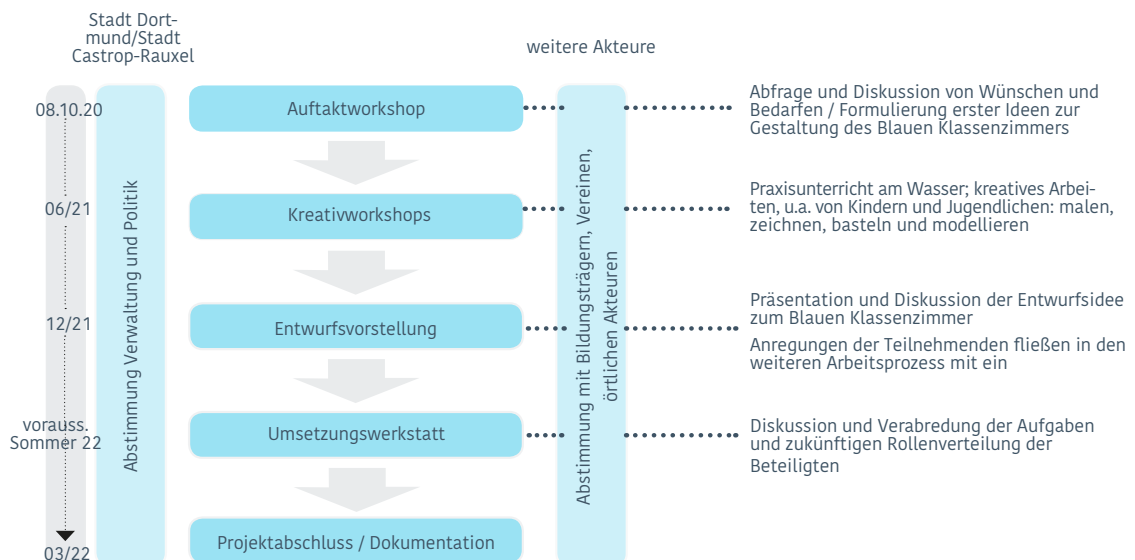 Stadt Dort-
mund/Stadt
Castrop-Rauxel
weitere Akteure
08.10.20
06/21
12/21
vorauss.
Sommer 22
03/22
Abstimmung Verwaltung und Politik
Auftaktworkshop
Kreativworkshops
Entwurfsvorstellung
Umsetzungswerkstatt
Projektabschluss / Dokumentation
Abstimmung mit Bildungsträgern, Vereinen,
örtlichen Akteuren
Abfrage und Diskussion von Wünschen und
Bedarfen / Formulierung erster Ideen zur
Gestaltung des Blauen Klassenzimmers
Praxisunterricht am Wasser; kreatives Arbei-
ten, u.a. von Kindern und Jugendlichen: malen,
zeichnen, basteln und modellieren
Präsentation und Diskussion der Entwurfsidee
zum Blauen Klassenzimmer
Anregungen der Teilnehmenden fließen in den
weiteren Arbeitsprozess mit ein
Diskussion und Verabredung der Aufgaben
und zukünftigen Rollenverteilung der
Beteiligten